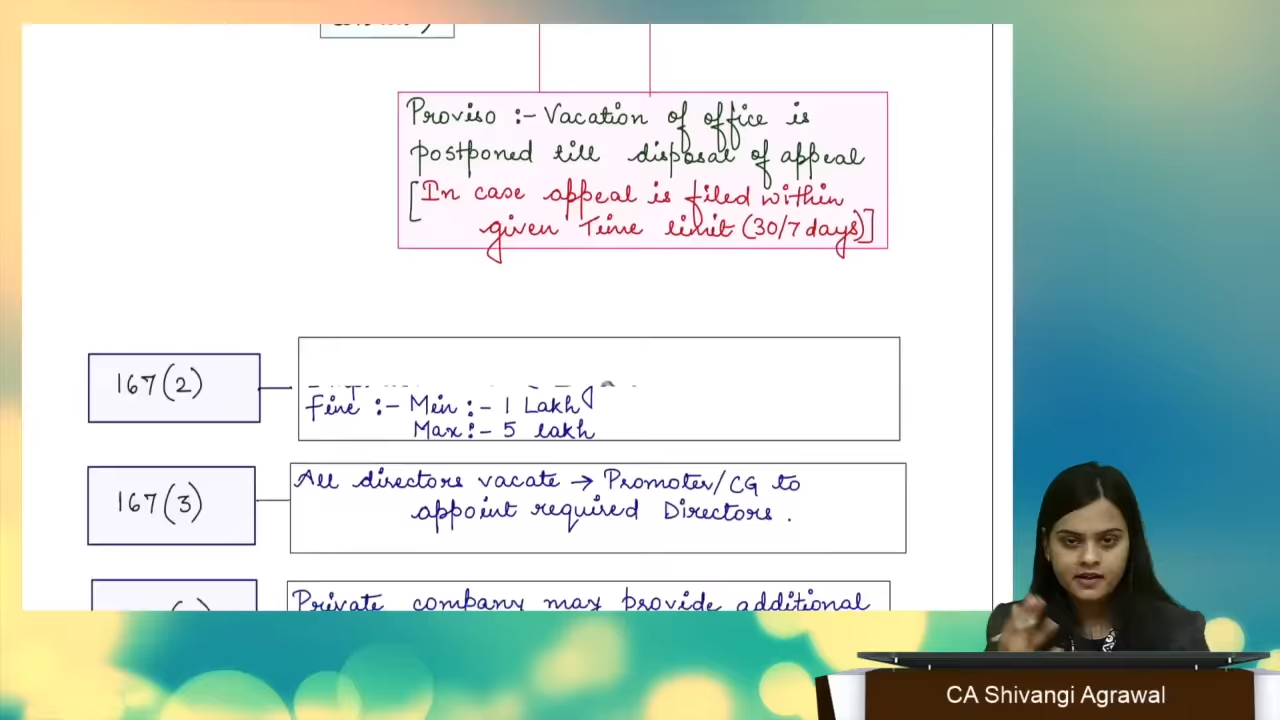 Proviso :- Vacation of office is
postponed till disposal of appeal
[In case appeal is filed within
given Time limit (30/7 days)]
167(2)
Fine :- Min :- 1 Lakh
Max :- 5 lakh
167(3)
All directors vacate → Promoter/CG to
appoint required Directors.
Private company may provide additional
CA Shivangi Agrawal